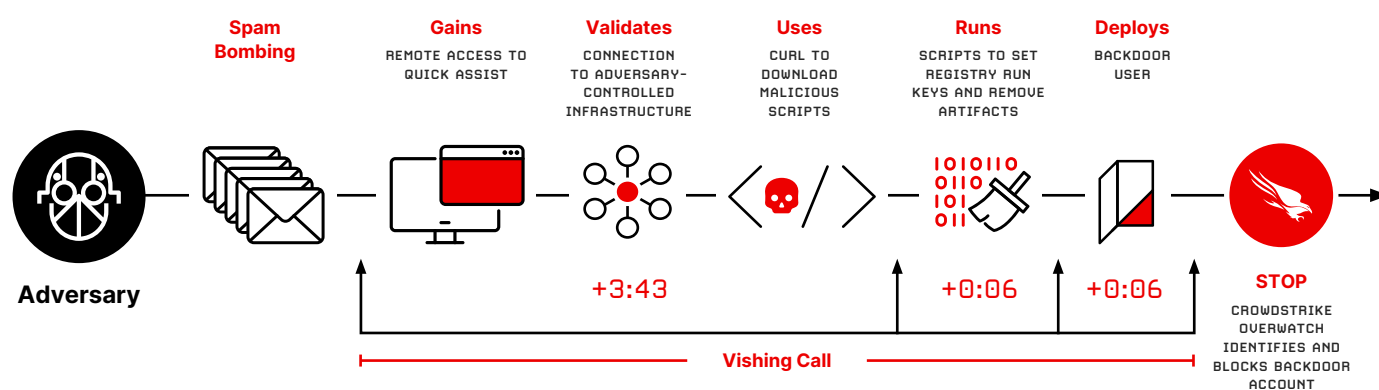 Spam
Bombing
Gains
REMOTE ACCESS TO
QUICK ASSIST
Validates
CONNECTION
TO ADVERSARY-
CONTROLLED
INFRASTRUCTURE
Uses
CURL TO
DOWNLOAD
MALICIOUS
SCRIPTS
Runs
SCRIPTS TO SET
REGISTRY RUN
KEYS AND REMOVE
ARTIFACTS
Deploys
BACKDOOR
USER
1010110
0110
101
011
Adversary
+3:43
+0:06
+0:06
STOP
CROWDSTRIKE
OVERWATCH
IDENTIFIES AND
BLOCKS BACKDOOR
ACCOUNT
Vishing Call